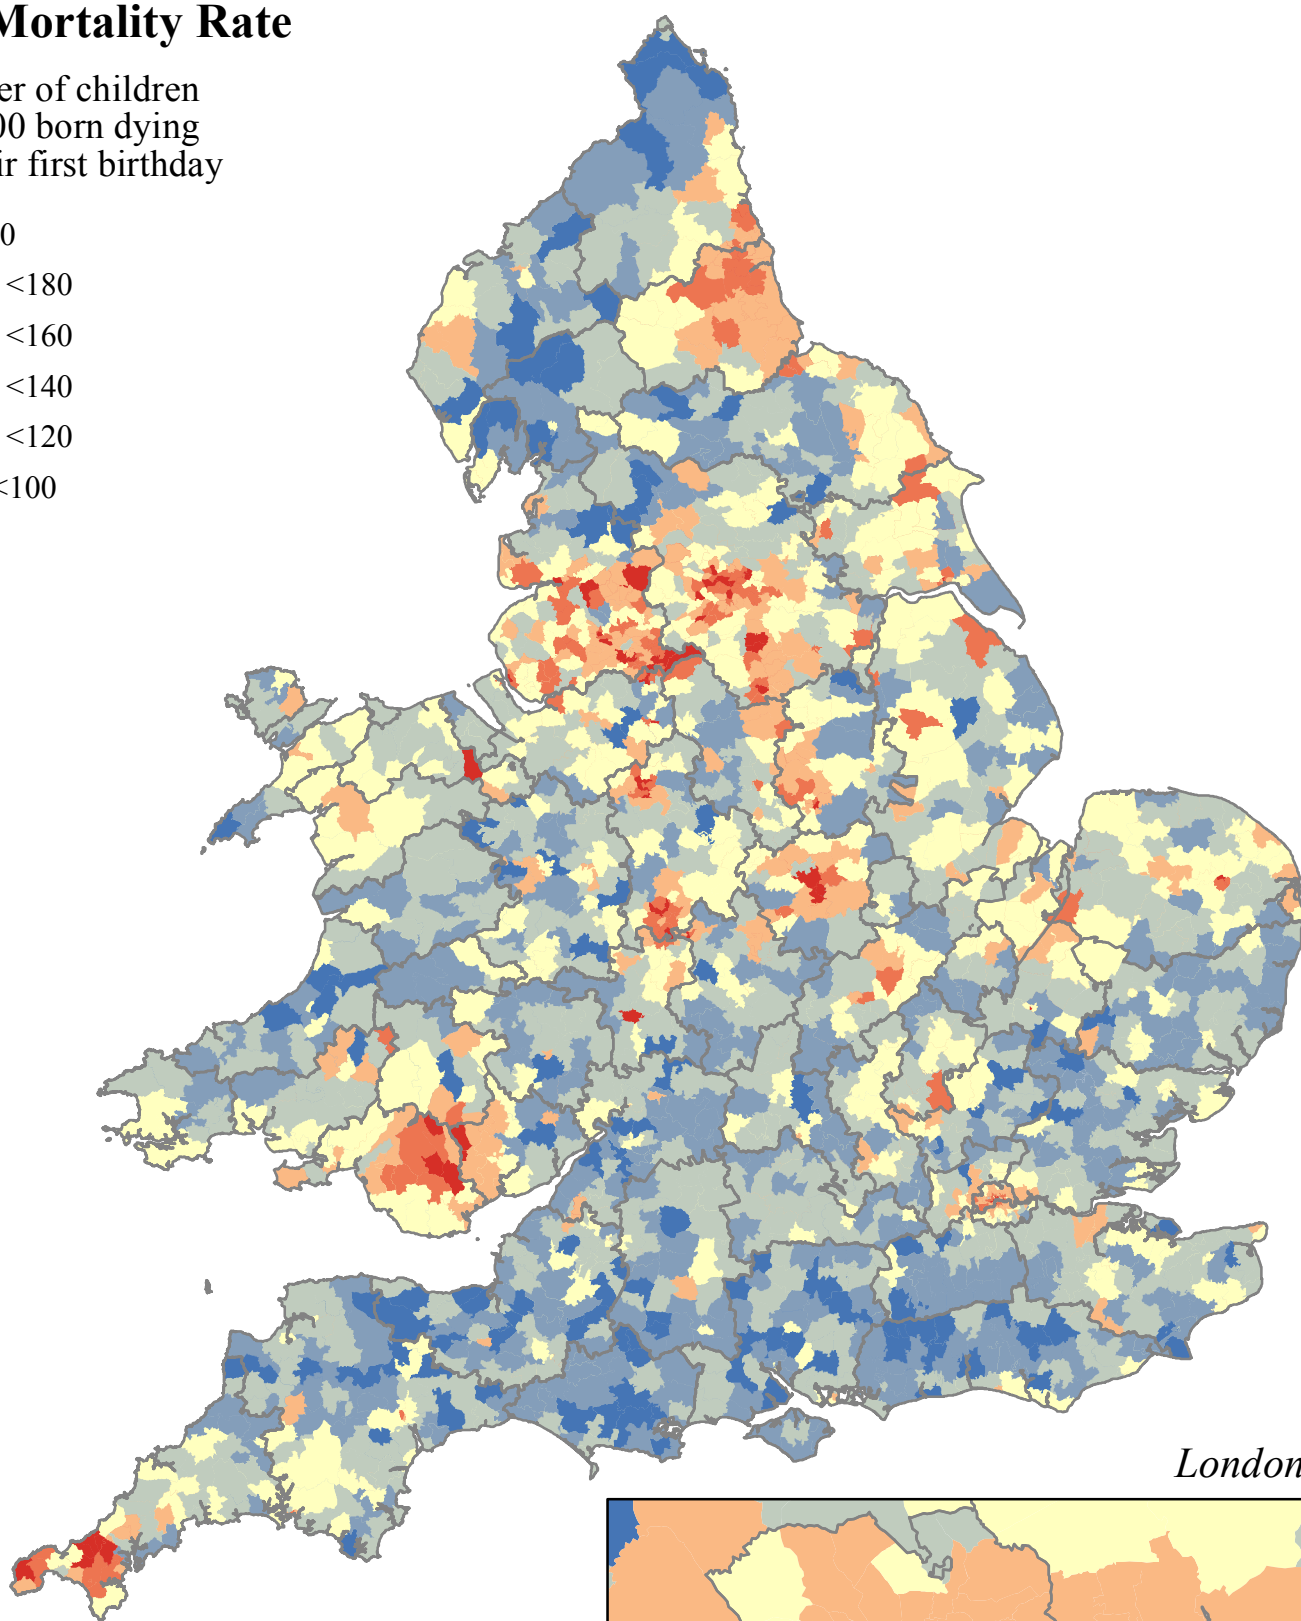 Mortality Rate
er of children
00 born dying
ir first birthday
0
<180
<160
<140
<120
<100
London